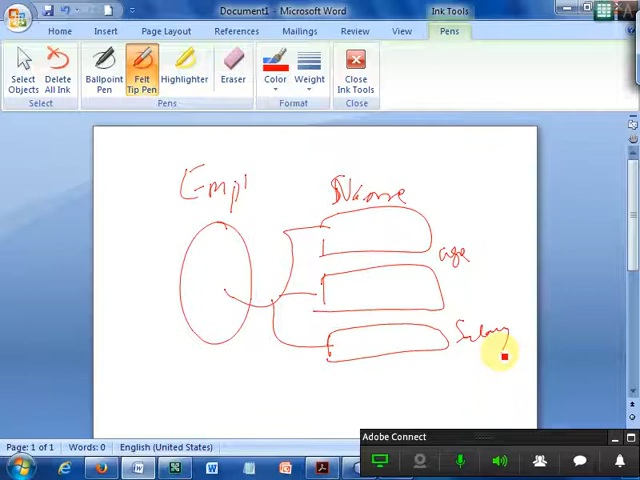 Document1 - Microsoft Word
Ink Tools
Home
Insert
Page Layout
References
Mailings
Review
View
Pens
Select
Objects
Delete
All Ink
Ballpoint
Pen
Felt
Tip Pen
Highlighter
Eraser
Color
Weight
Close
Ink Tools
Select
Pens
Format
Close
Empl
Name
age
Salary
Page: 1 of 1
Words: 0
English (United States)
Adobe Connect